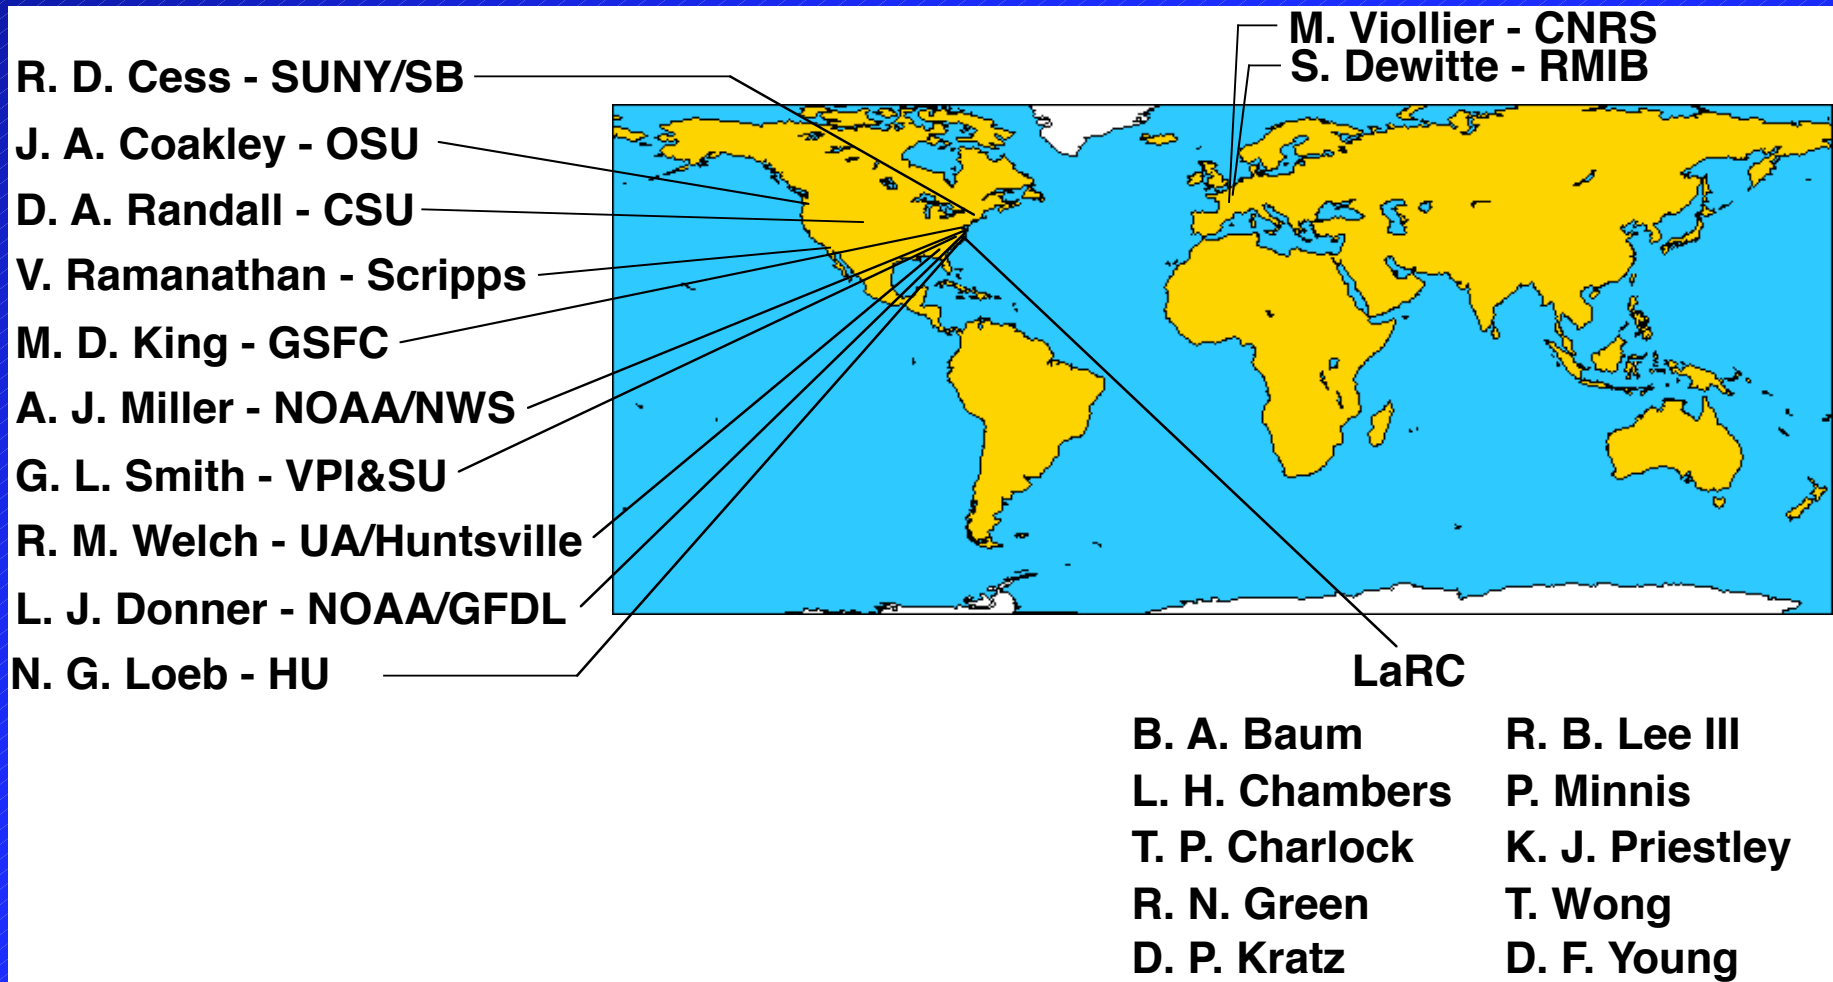 M. Viollier - CNRS
S. Dewitte - RMIB
R. D. Cess - SUNY/SB
J. A. Coakley - OSU
D. A. Randall - CSU
V. Ramanathan - Scripps
M. D. King - GSFC
A. J. Miller - NOAA/NWS
G. L. Smith - VPI&SU
R. M. Welch - UA/Huntsville
L. J. Donner - NOAA/GFDL
N. G. Loeb - HU
LaRC
B. A. Baum
L. H. Chambers
T. P. Charlock
R. N. Green
D. P. Kratz
R. B. Lee III
P. Minnis
K. J. Priestley
T. Wong
D. F. Young